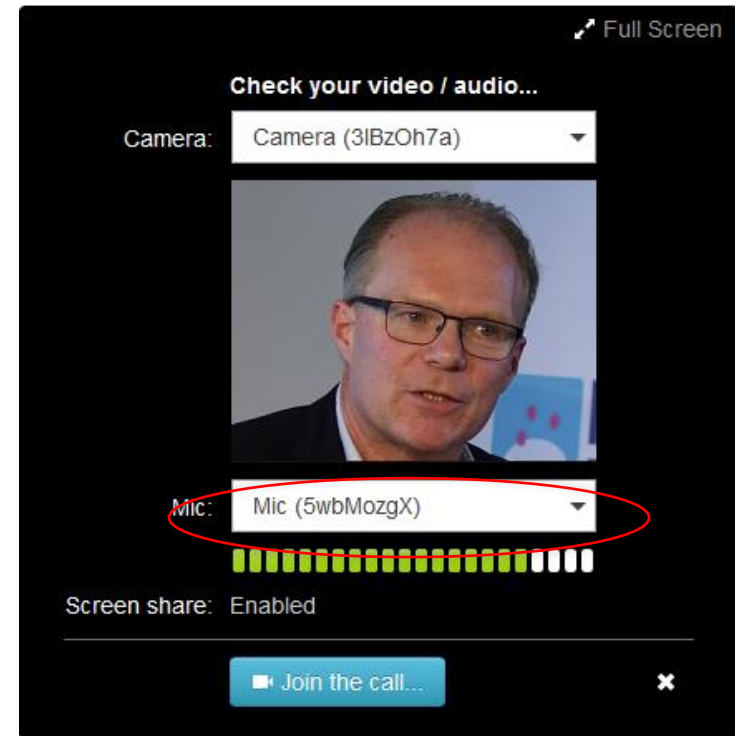 Full Screen
Check your video / audio...
Camera: Camera (3lBzOh7a)
Mic: Mic (5wbMozgX)
Screen share: Enabled
Join the call...